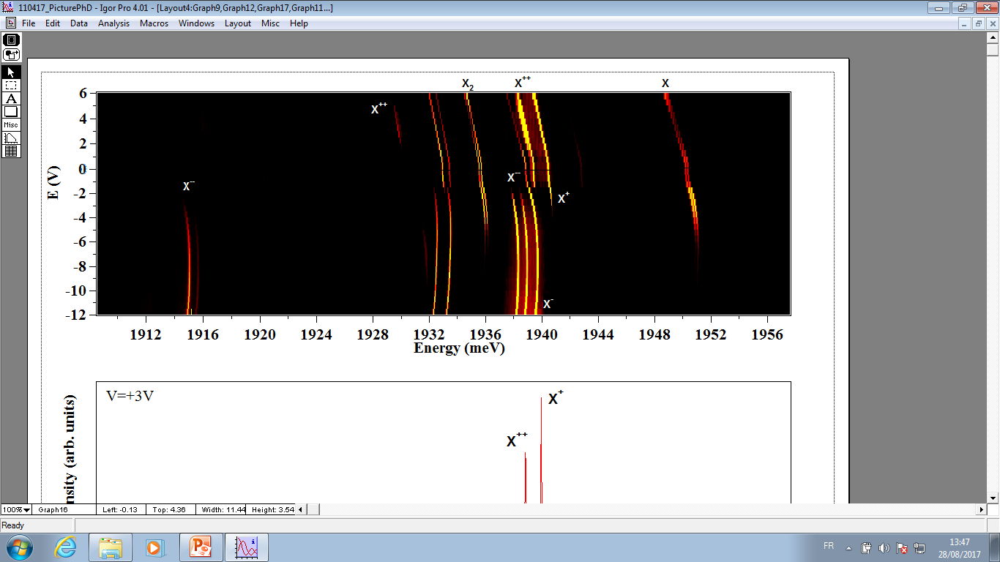 110417_PicturePhD - Igor Pro 4.01 - [Layout4:Graph9,Graph12,Graph17,Graph11...]
File Edit Data Analysis Macros Windows Layout Misc Help
A
Misc
X2 X++ X
X++
X--
X--
X+
X-
6
4
2
0
-2
-4
-6
-8
-10
-12
E (V)
1912 1916 1920 1924 1928 1932 1936 1940 1944 1948 1952 1956
Energy (meV)
V=+3V
X+
X++
nsity (arb. units)
100% Graph16 Left: -0.13 Top: 4.36 Width: 11.44 Height: 3.54
Ready
FR
13:47
28/08/2017